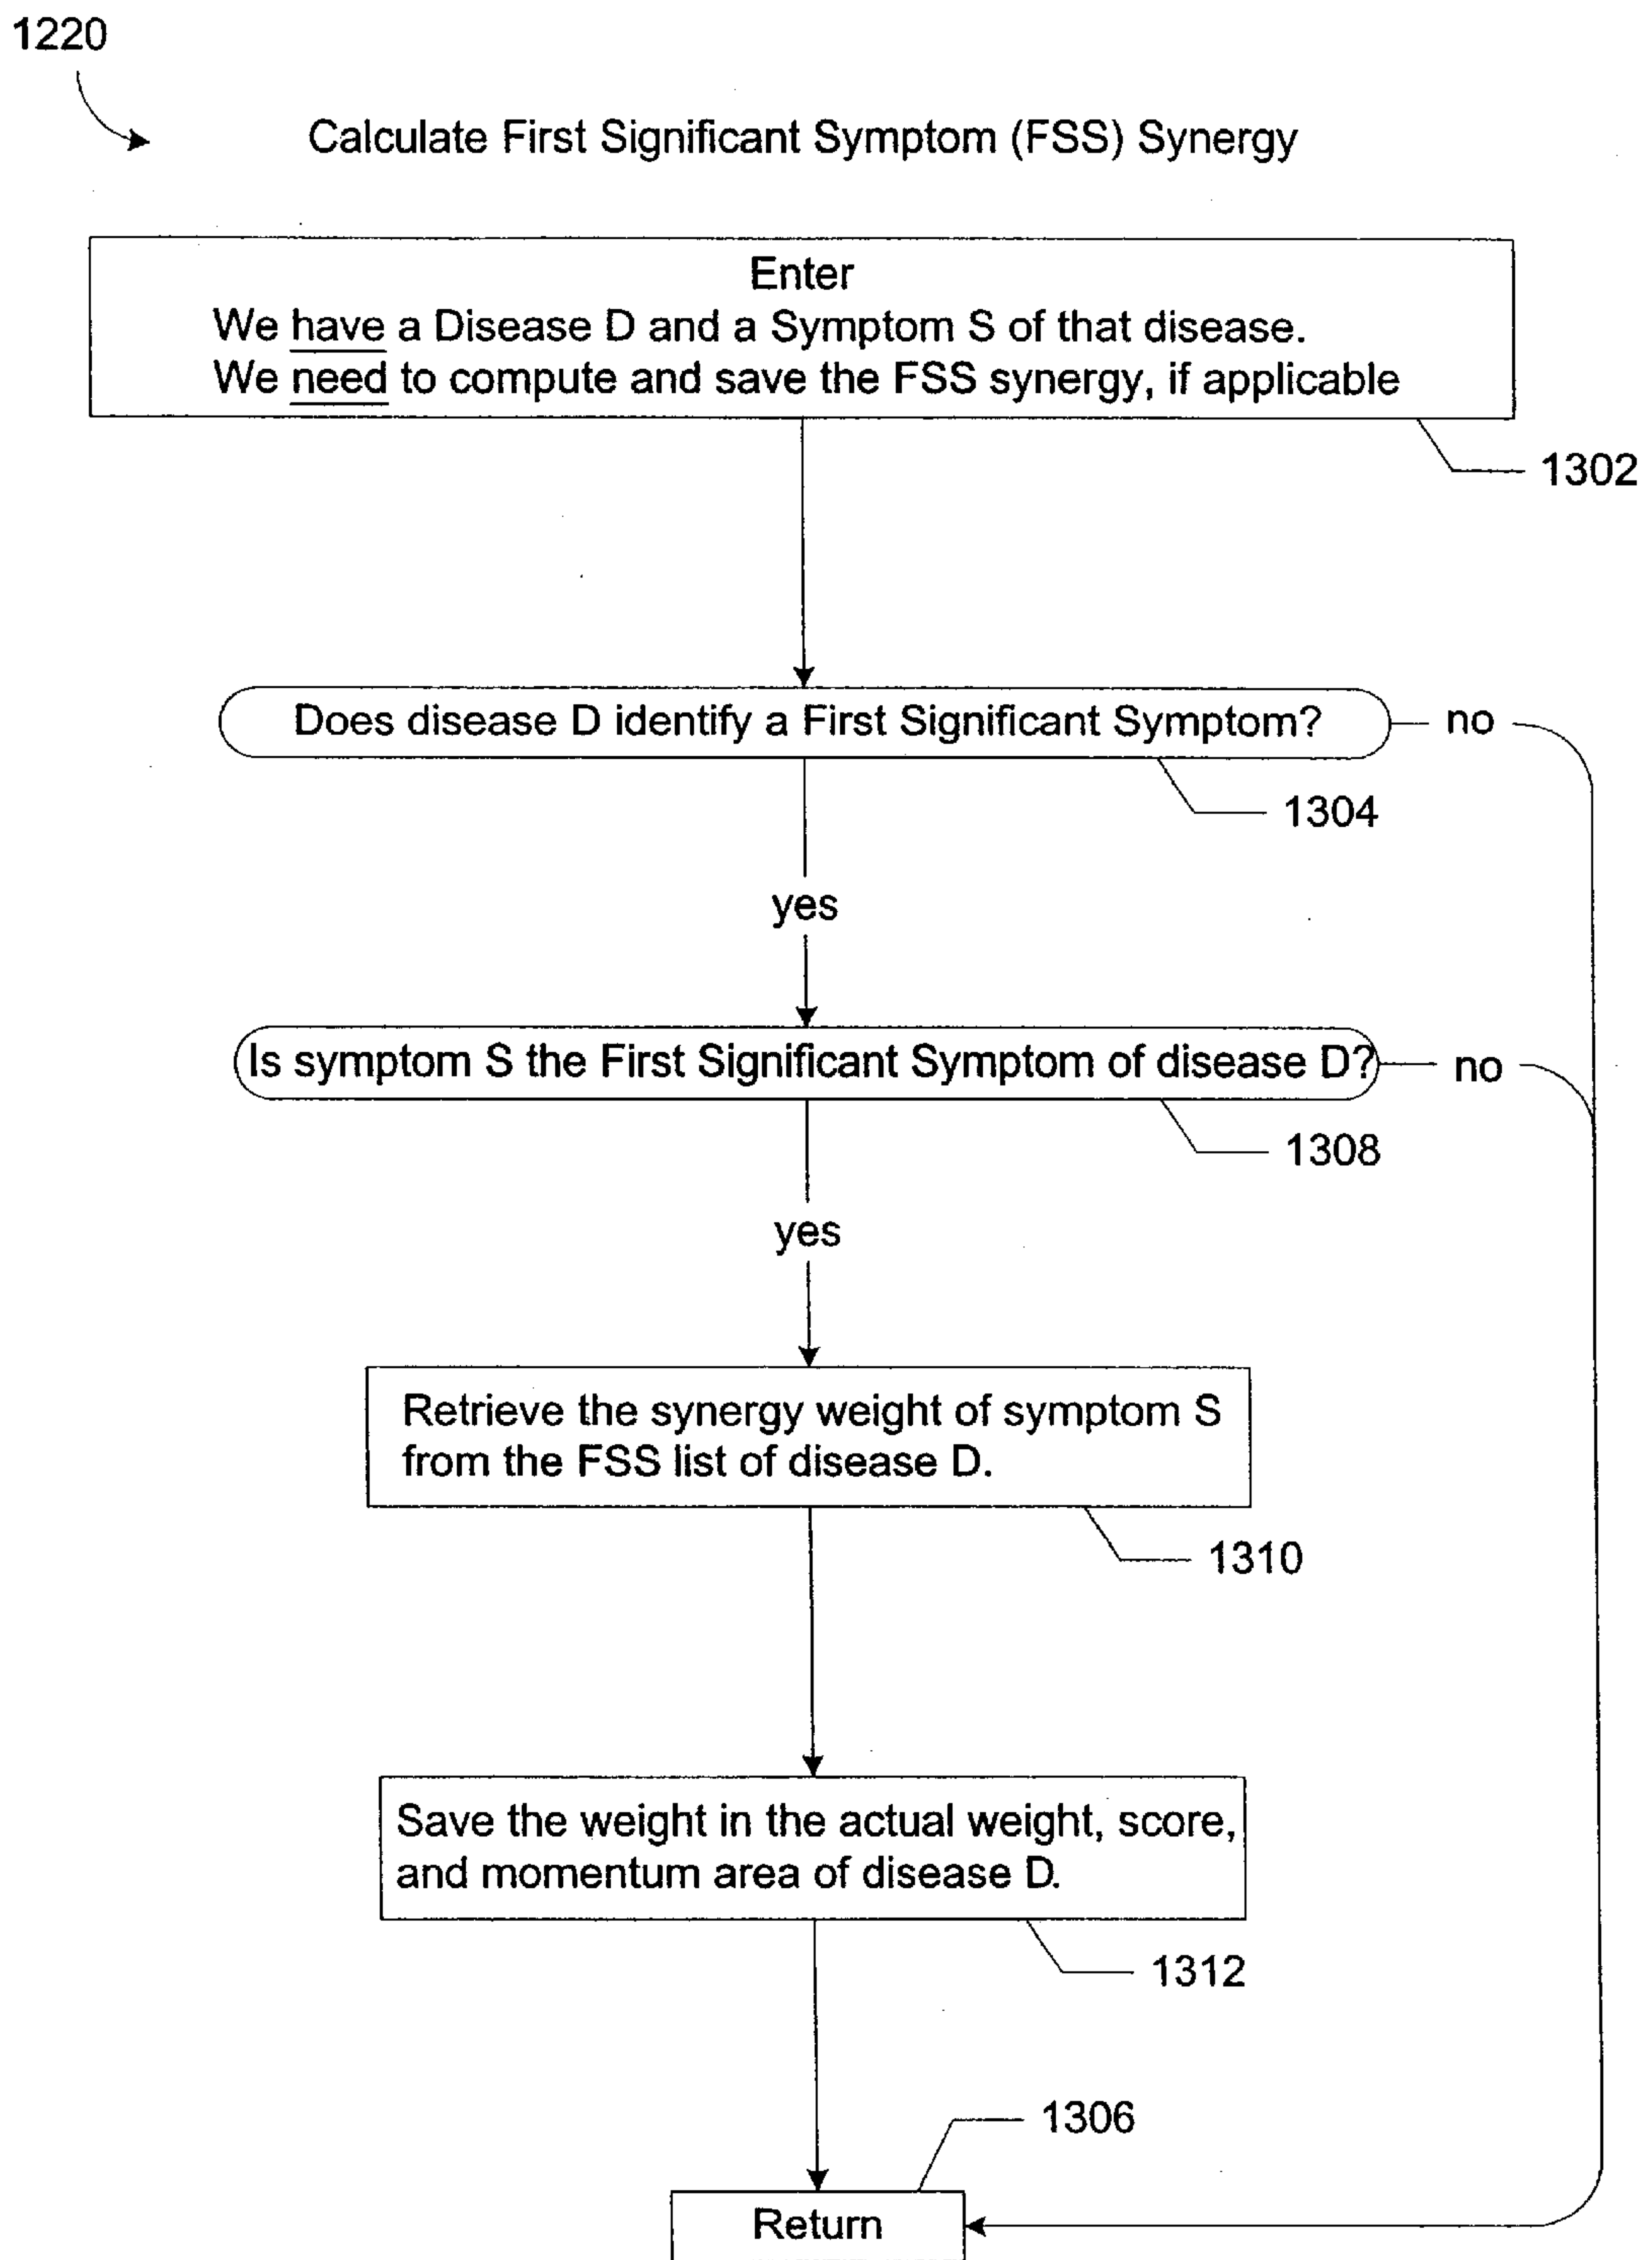 1220
Calculate First Significant Symptom (FSS) Synergy
Enter
We have a Disease D and a Symptom S of that disease.
We need to compute and save the FSS synergy, if applicable
1302
Does disease D identify a First Significant Symptom?
no
1304
yes
Is symptom S the First Significant Symptom of disease D?
no
1308
yes
Retrieve the synergy weight of symptom S
from the FSS list of disease D.
1310
Save the weight in the actual weight, score,
and momentum area of disease D.
1312
1306
Return